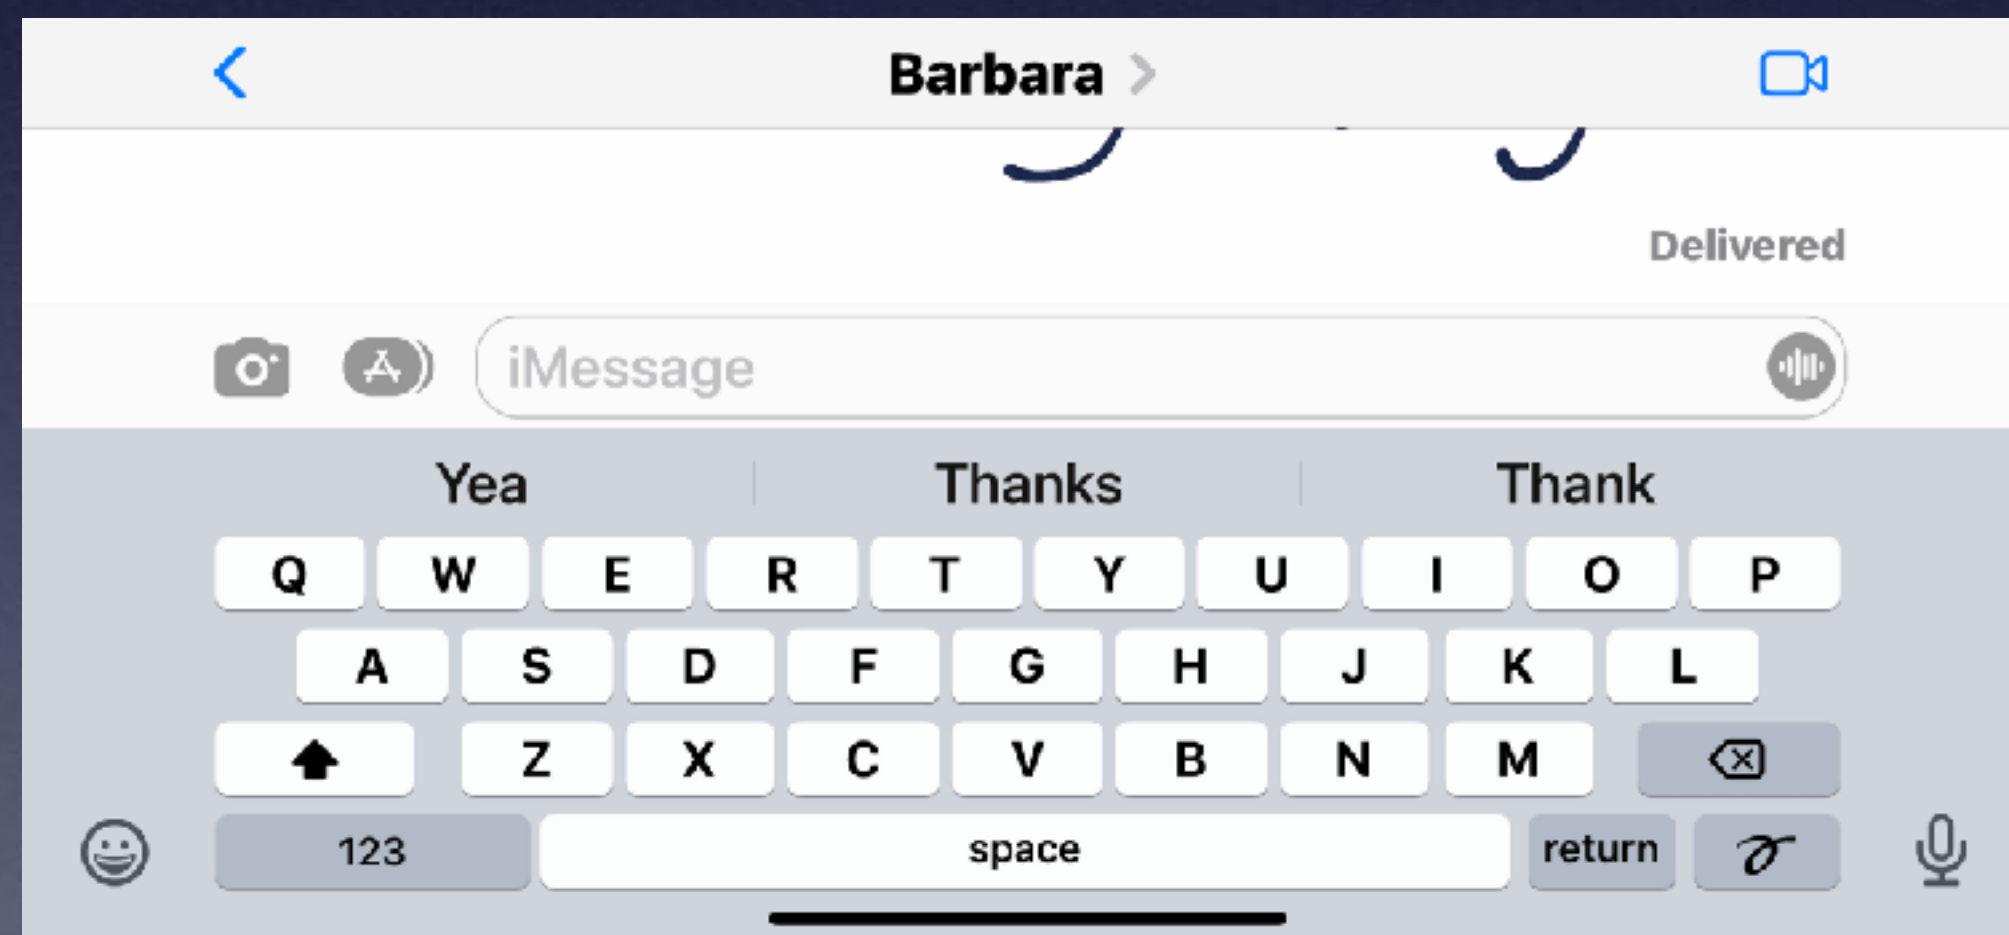 Barbara
Delivered
iMessage
Yea Thanks Thank
Q W E R T Y U I O P
A S D F G H J K L
Z X C V B N M
123 space return